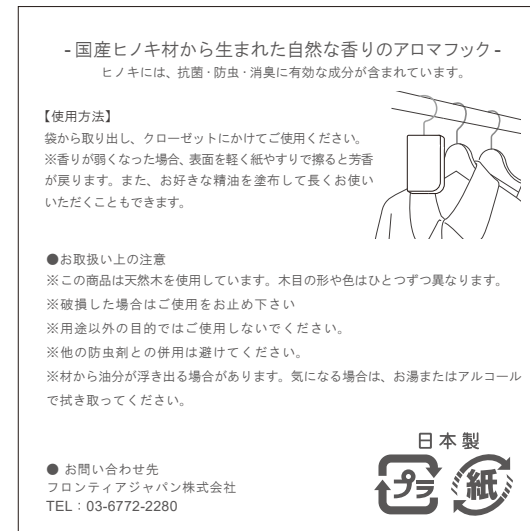 - 国産ヒノキ材から生まれた自然な香りのアロマフック -
ヒノキには、抗菌・防虫・消臭に有効な成分が含まれています。
【使用方法】
袋から取り出し、クローゼットにかけてご使用ください。
※香りが弱くなった場合、表面を軽く紙やすりで擦ると芳香
が戻ります。また、お好きな精油を塗布して長くお使い
いただくこともできます。
●お取扱い上の注意
※この商品は天然木を使用しています。木目の形や色はひとつずつ異なります。
※破損した場合はご使用をお止め下さい
※用途以外の目的ではご使用しないでください。
※他の防虫剤との併用は避けてください。
※材から油分が浮き出る場合があります。気になる場合は、お湯またはアルコール
で拭き取ってください。
日本製
プラ 紙
● お問い合わせ先
フロンティアジャパン株式会社
TEL：03-6772-2280